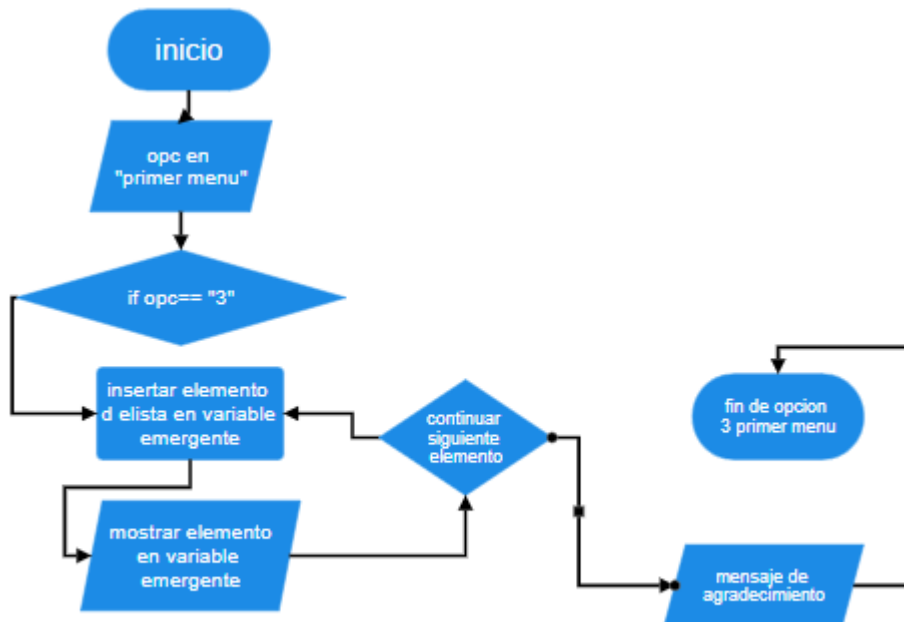 inicio
opc en
"primer menu"
if opc== "3"
insertar elemento
d elista en variable
emergente
mostrar elemento
en variable
emergente
continuar
siguiente
elemento
mensaje de
agradecimiento
fin de opcion
3 primer menu